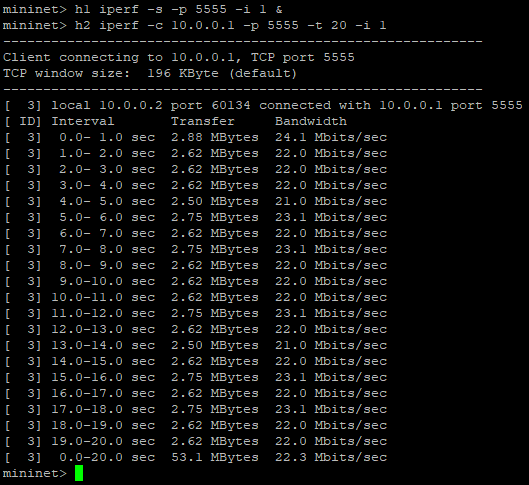 mininet> h1 iperf -s -p 5555 -i 1 &
mininet> h2 iperf -c 10.0.0.1 -p 5555 -t 20 -i 1
------------------------------------------------------------
Client connecting to 10.0.0.1, TCP port 5555
TCP window size:  196 KByte (default)
------------------------------------------------------------
[  3] local 10.0.0.2 port 60134 connected with 10.0.0.1 port 5555
[ ID] Interval       Transfer     Bandwidth
[  3]  0.0- 1.0 sec  2.88 MBytes  24.1 Mbits/sec
[  3]  1.0- 2.0 sec  2.62 MBytes  22.0 Mbits/sec
[  3]  2.0- 3.0 sec  2.62 MBytes  22.0 Mbits/sec
[  3]  3.0- 4.0 sec  2.62 MBytes  22.0 Mbits/sec
[  3]  4.0- 5.0 sec  2.50 MBytes  21.0 Mbits/sec
[  3]  5.0- 6.0 sec  2.75 MBytes  23.1 Mbits/sec
[  3]  6.0- 7.0 sec  2.62 MBytes  22.0 Mbits/sec
[  3]  7.0- 8.0 sec  2.75 MBytes  23.1 Mbits/sec
[  3]  8.0- 9.0 sec  2.62 MBytes  22.0 Mbits/sec
[  3]  9.0-10.0 sec  2.62 MBytes  22.0 Mbits/sec
[  3] 10.0-11.0 sec  2.62 MBytes  22.0 Mbits/sec
[  3] 11.0-12.0 sec  2.75 MBytes  23.1 Mbits/sec
[  3] 12.0-13.0 sec  2.62 MBytes  22.0 Mbits/sec
[  3] 13.0-14.0 sec  2.50 MBytes  21.0 Mbits/sec
[  3] 14.0-15.0 sec  2.62 MBytes  22.0 Mbits/sec
[  3] 15.0-16.0 sec  2.75 MBytes  23.1 Mbits/sec
[  3] 16.0-17.0 sec  2.62 MBytes  22.0 Mbits/sec
[  3] 17.0-18.0 sec  2.75 MBytes  23.1 Mbits/sec
[  3] 18.0-19.0 sec  2.62 MBytes  22.0 Mbits/sec
[  3] 19.0-20.0 sec  2.62 MBytes  22.0 Mbits/sec
[  3]  0.0-20.0 sec  53.1 MBytes  22.3 Mbits/sec
mininet>